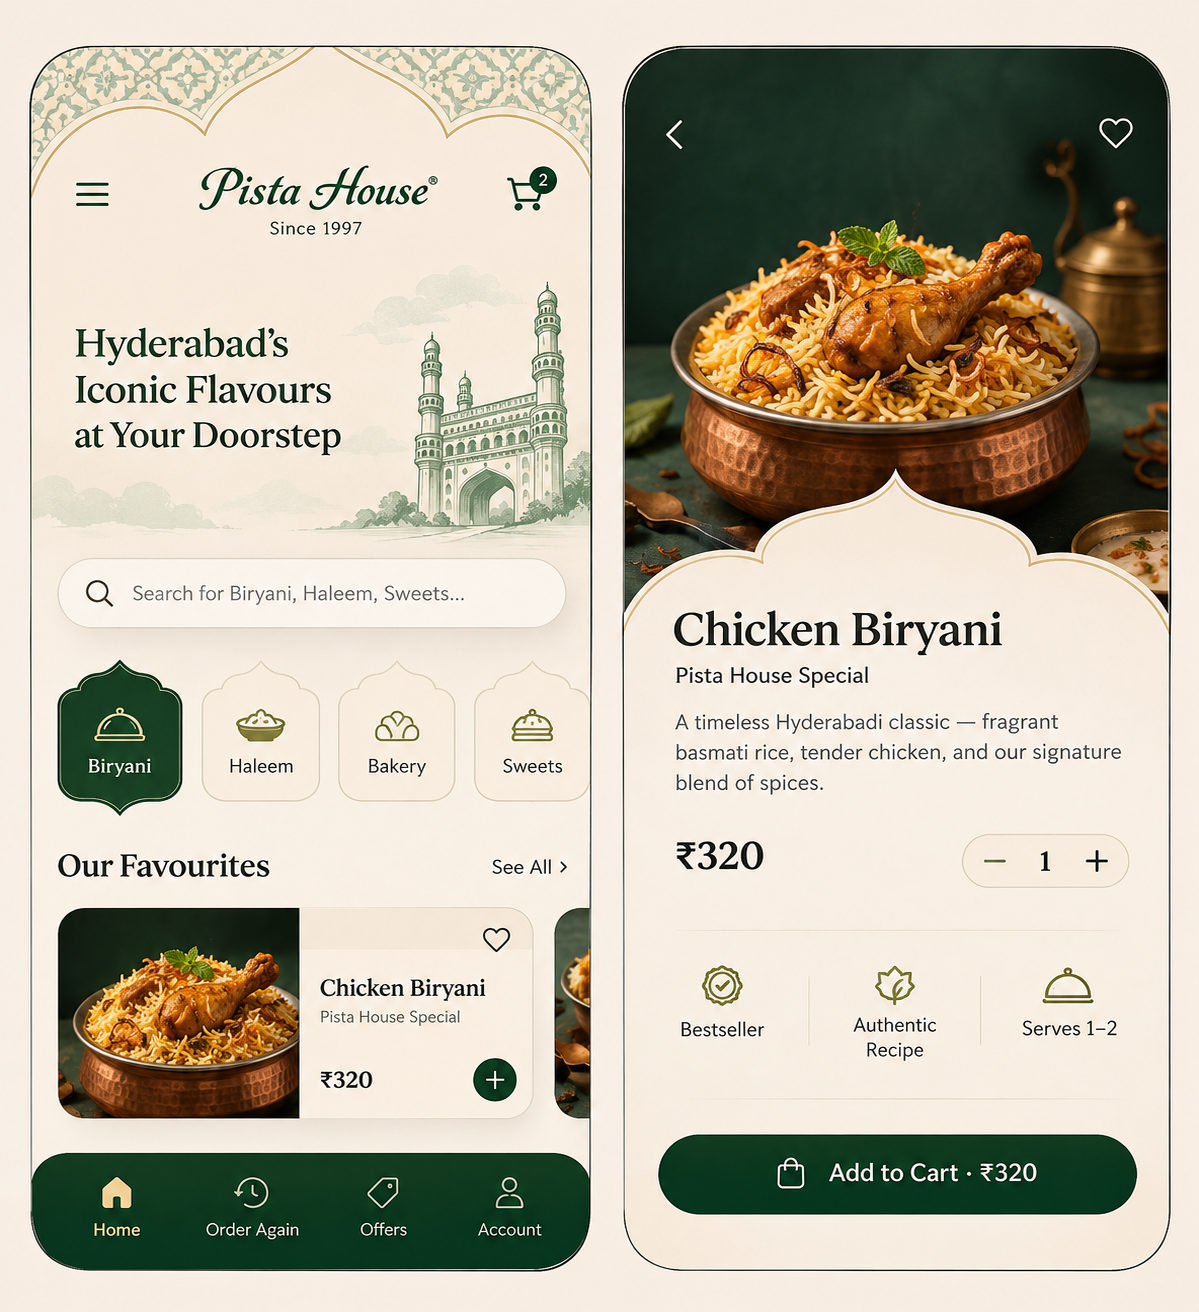 Pista House®
2
Since 1997
Hyderabad's
Iconic Flavours
at Your Doorstep
Search for Biryani, Haleem, Sweets...
Biryani
Haleem
Bakery
Sweets
Our Favourites
See All >
Chicken Biryani
Pista House Special
₹320
Home
Order Again
Offers
Account
Chicken Biryani
Pista House Special
A timeless Hyderabadi classic — fragrant
basmati rice, tender chicken, and our signature
blend of spices.
₹320
− 1 +
Bestseller
Authentic
Recipe
Serves 1–2
Add to Cart · ₹320